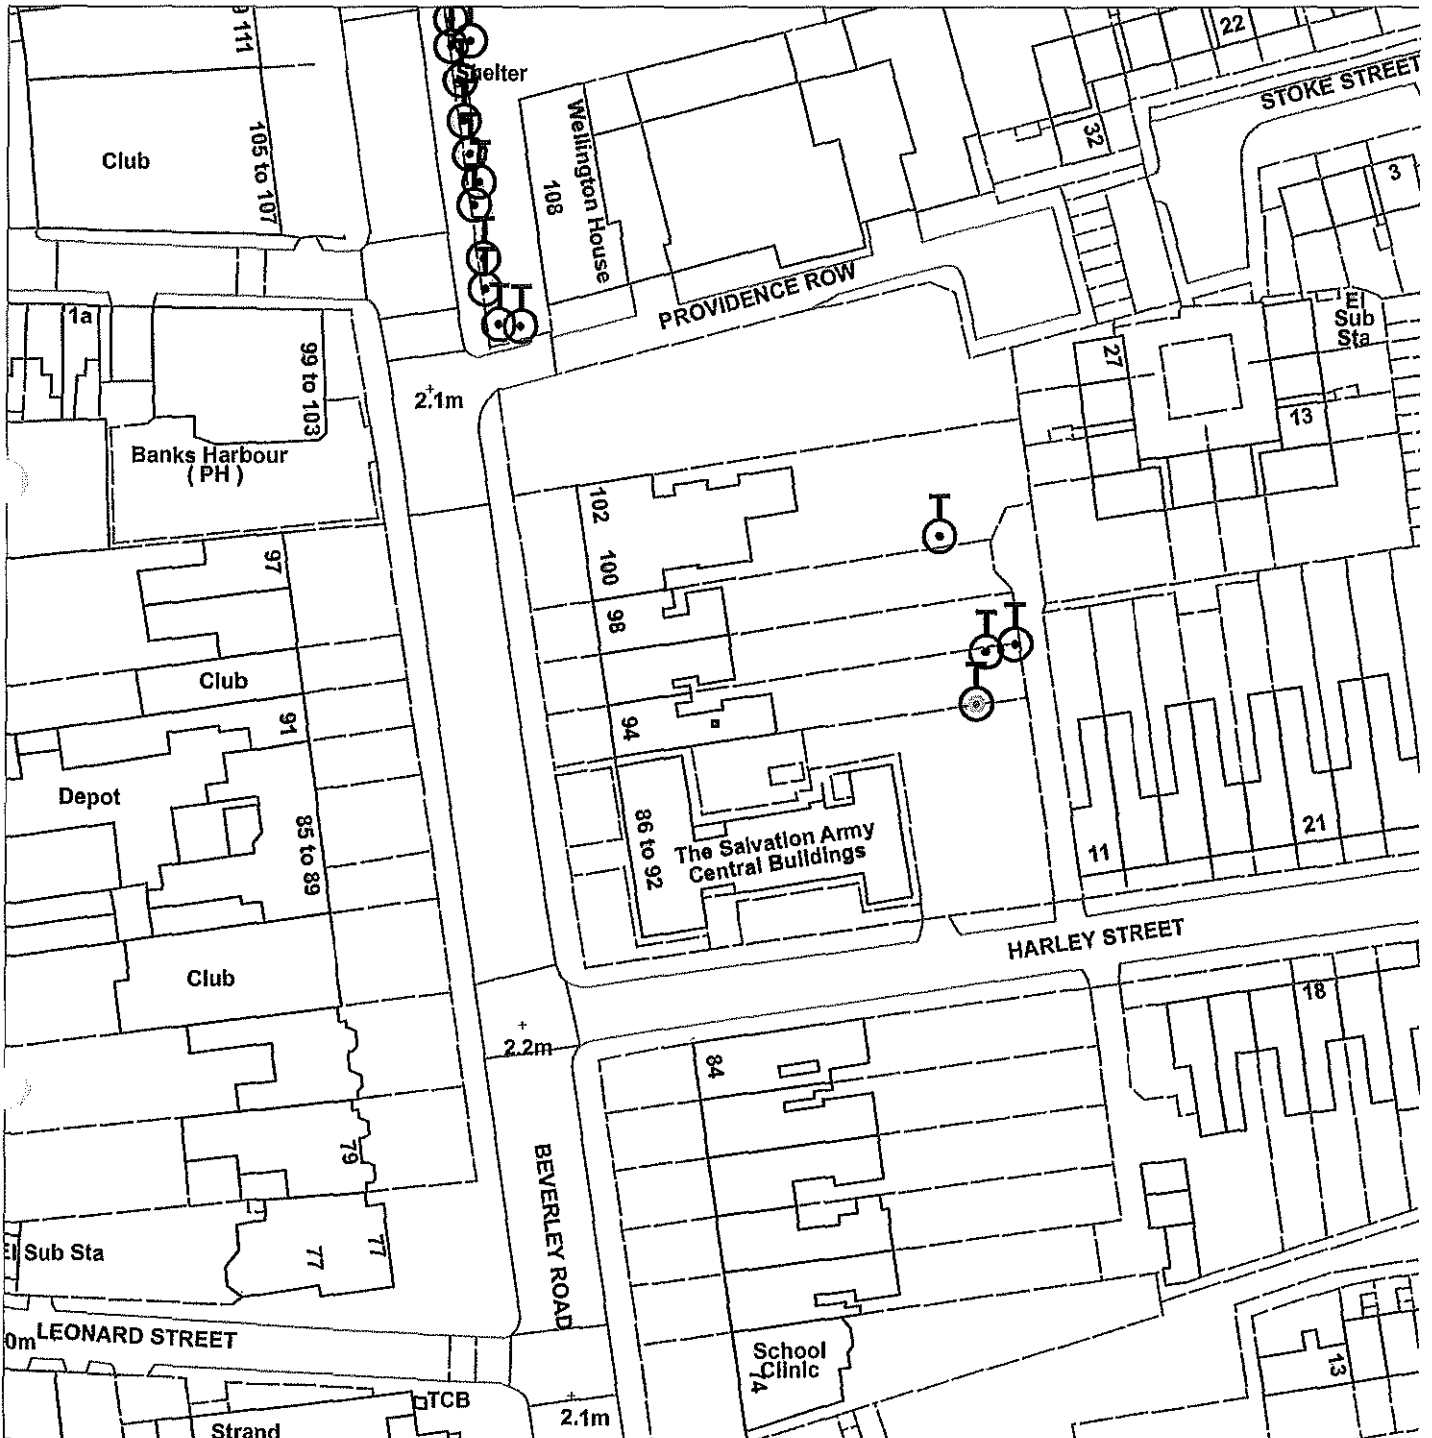 111
22
Shelter
STOKE STREET
Club
105 to 107
Wellington House
108
32
3
PROVIDENCE ROW
1a
99 to 103
El
Sub
Sta
27
2.1m
13
Banks Harbour
( PH )
102
100
97
98
Club
91
94
Depot
85 to 89
86 to 92
The Salvation Army
Central Buildings
11
21
HARLEY STREET
Club
18
2.2m
84
79
BEVERLEY ROAD
77
77
El Sub Sta
0m
LEONARD STREET
School
Clinic
74
13
TCB
2.1m
Strand